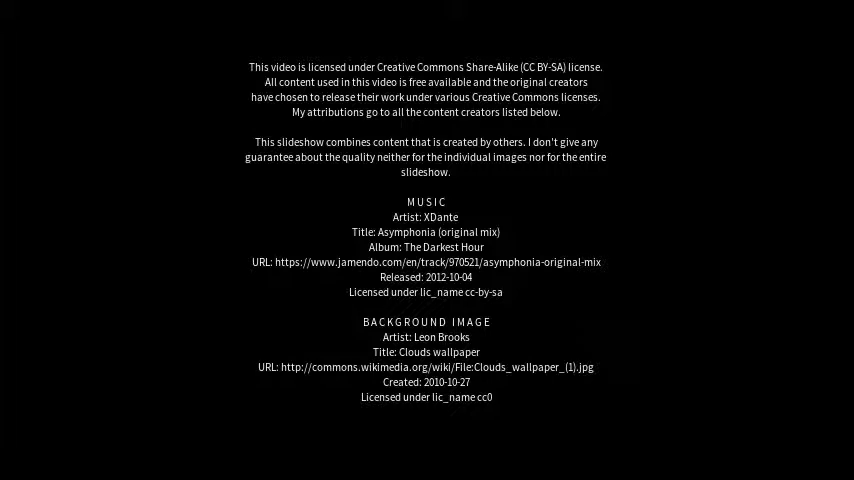 This video is licensed under Creative Commons Share-Alike (CC BY-SA) license.
All content used in this video is free available and the original creators
have chosen to release their work under various Creative Commons licenses.
My attributions go to all the content creators listed below.
This slideshow combines content that is created by others. I don't give any
guarantee about the quality neither for the individual images nor for the entire
slideshow.
MUSIC
Artist: XDante
Title: Asymphonia (original mix)
Album: The Darkest Hour
URL: https://www.jamendo.com/en/track/970521/asymphonia-original-mix
Released: 2012-10-04
Licensed under lic_name cc-by-sa
BACKGROUND IMAGE
Artist: Leon Brooks
Title: Clouds wallpaper
URL: http://commons.wikimedia.org/wiki/File:Clouds_wallpaper_(1).jpg
Created: 2010-10-27
Licensed under lic_name cc0